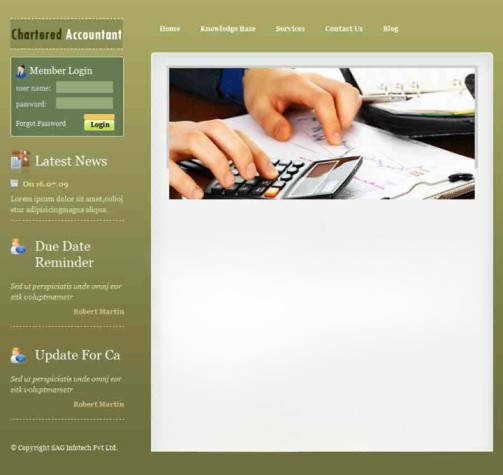 Chartered Accountant
Home Knowledge Base Services Contact Us Blog
Member Login
user name:
password:
Forgot Password Login
Latest News
On 16.07.09
Lorem ipsum dolor sit amet,colio|
etur adipisicingmagna aliqua.
Due Date
Reminder
Sed ut perspiciatis unde omnj eor
sitk voluptmametr
Robert Martin
Update For Ca
Sed ut perspiciatis unde omnj eor
sitk voluptmametr
Robert Martin
© Copyright SAG Infotech Pvt Ltd.